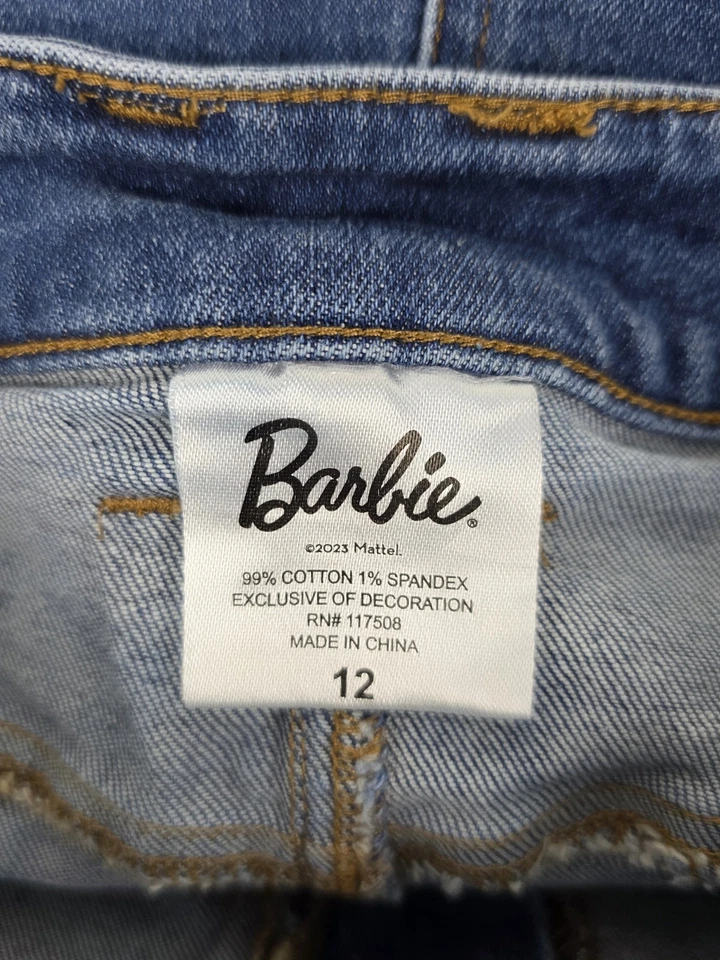 Barbie®
©2023 Mattel.
99% COTTON 1% SPANDEX
EXCLUSIVE OF DECORATION
RN# 117508
MADE IN CHINA
12